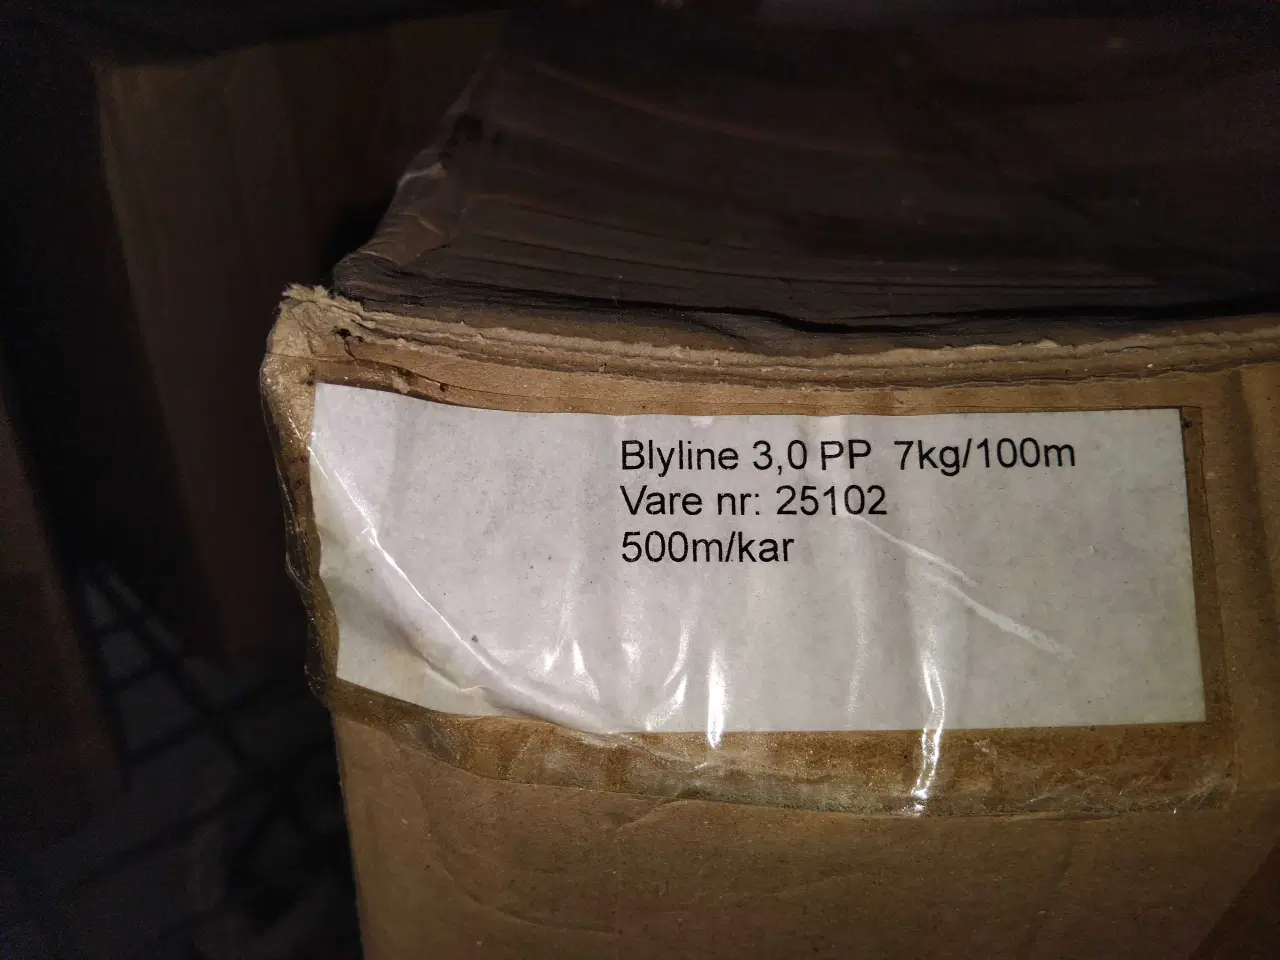 Blyline 3,0 PP 7kg/100m
Vare nr: 25102
500m/kar